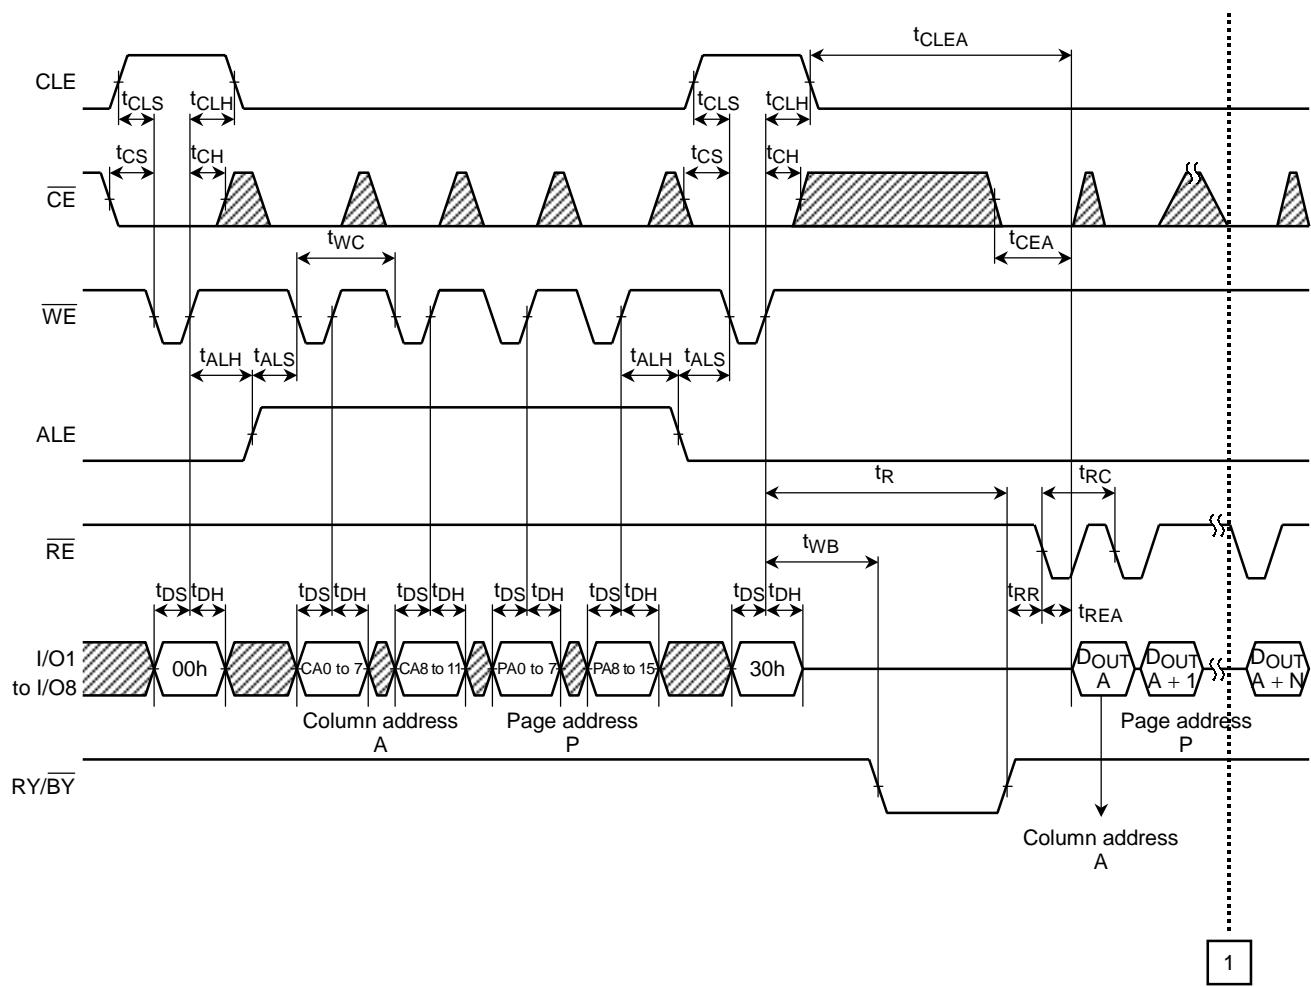 tCLEA
CLE
tCLS
tCLH
tCLS
tCLH
tCS
tCH
tCS
tCH
CE
tWC
tCEA
WE
tALH
tALS
tALH
tALS
ALE
tR
tRC
RE
tWB
tDS
tDH
tDS
tDH
tDS
tDH
tDS
tDH
tDS
tDH
tDS
tDH
tRR
tREA
I/O1
to I/O8
00h
CA0 to 7
CA8 to 11
PA0 to 7
PA8 to 15
30h
DOUT
A
DOUT
A + 1
DOUT
A + N
Column address
A
Page address
P
Page address
P
RY/BY
Column address
A
1